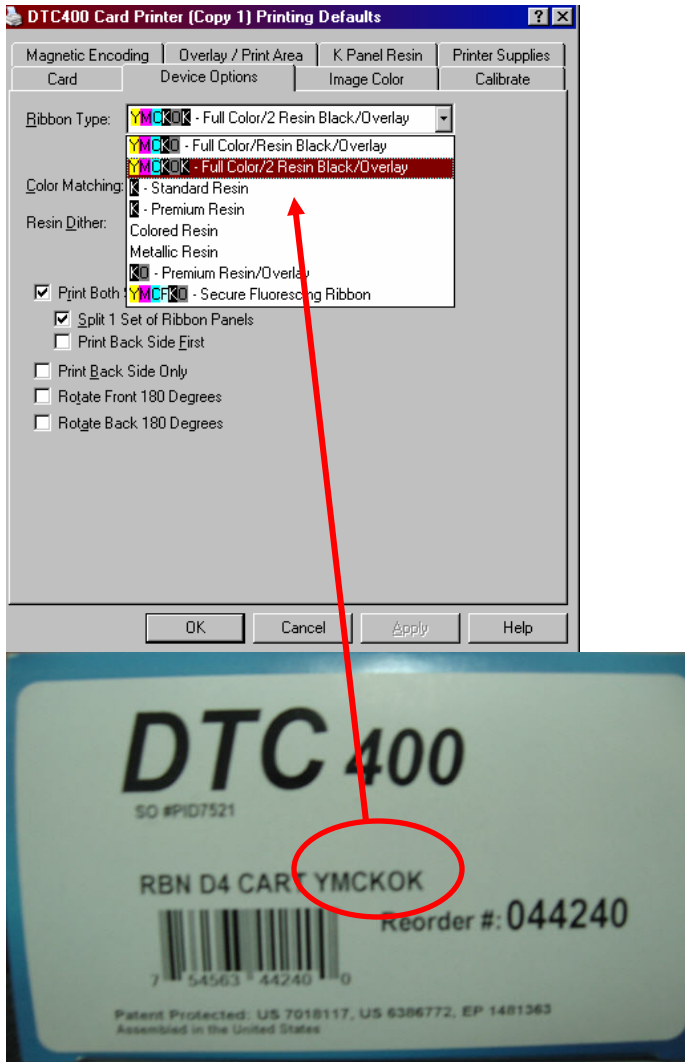 DTC400 Card Printer (Copy 1) Printing Defaults
Magnetic Encoding Overlay / Print Area K Panel Resin Printer Supplies
Card Device Options Image Color Calibrate
Ribbon Type: YMCKOK - Full Color/2 Resin Black/Overlay
YMCKO - Full Color/Resin Black/Overlay
YMCKOK - Full Color/2 Resin Black/Overlay
Color Matching: K - Standard Resin
K - Premium Resin
Resin Dither: Colored Resin
Metallic Resin
KO - Premium Resin/Overlay
Print Both YMCFKO - Secure Fluorescing Ribbon
Split 1 Set of Ribbon Panels
Print Back Side First
Print Back Side Only
Rotate Front 180 Degrees
Rotate Back 180 Degrees
OK Cancel Apply Help
DTC 400
SO #PID7521
RBN D4 CART YMCKOK
Reorder #: 044240
7 54563 44240 0
Patent Protected: US 7018117, US 6386772, EP 1481363
Assembled in the United States